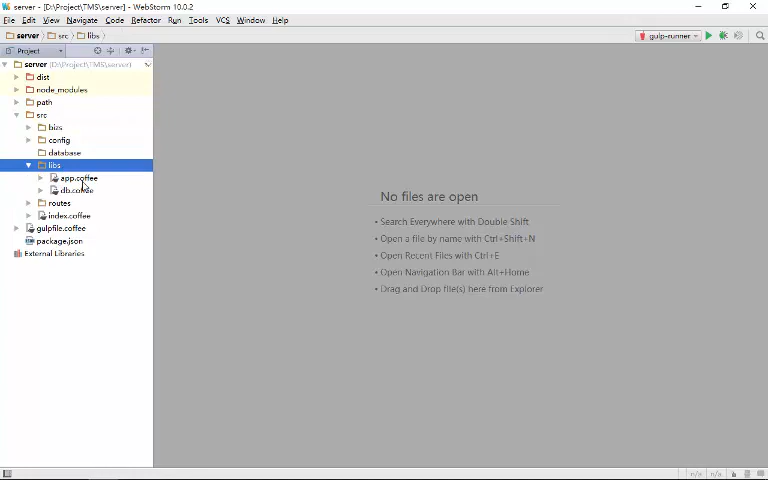 server - [D:\Project\TMS\server] - WebStorm 10.0.2
File Edit View Navigate Code Refactor Run Tools VCS Window Help
server src libs gulp-runner
Project
server (D:\Project\TMS\server)
dist
node_modules
path
src
bizs
config
database
libs
app.coffee
db.coffee
routes
index.coffee
gulpfile.coffee
package.json
External Libraries
No files are open
• Search Everywhere with Double Shift
• Open a file by name with Ctrl+Shift+N
• Open Recent Files with Ctrl+E
• Open Navigation Bar with Alt+Home
• Drag and Drop file(s) here from Explorer
n/a n/a